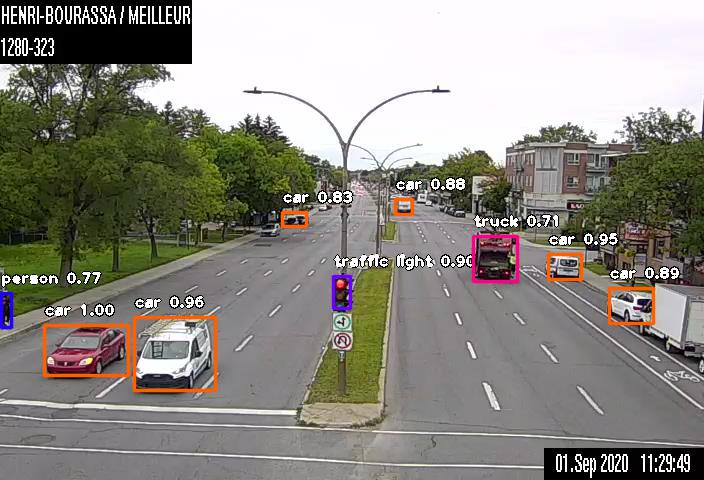 HENRI-BOURASSA / MEILLEUR
1280-323
car 0.83
car 0.88
truck 0.71
car 0.95
traffic light 0.90
person 0.77
car 0.89
car 1.00
car 0.96
01.Sep 2020 11:29:49